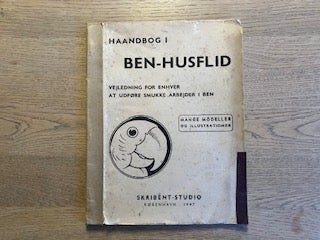 HAANDBOG I
BEN-HUSFLID
VEJLEDNING FOR ENHVER
AT UDFØRE SMUKKE ARBEJDER I BEN
MANGE MODELLER
OG ILLUSTRATIONER
SKRIBENT-STUDIO
KØBENHAVN 1947